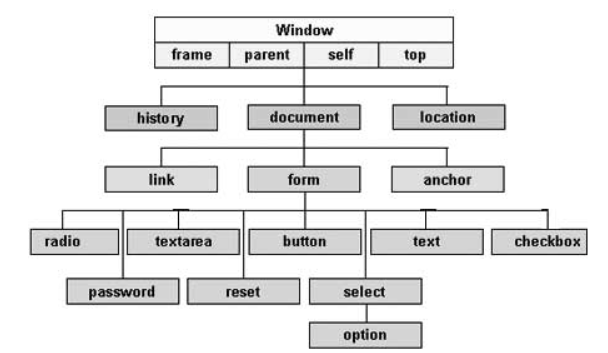 Window
frame parent self top
history document location
link form anchor
radio textarea button text checkbox
password reset select
option